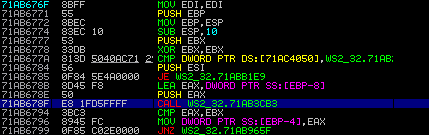 71AB676F 8BFF MOV EDI,EDI
71AB6771 55 PUSH EBP
71AB6772 8BEC MOV EBP,ESP
71AB6774 83EC 10 SUB ESP,10
71AB6777 53 PUSH EBX
71AB6778 33DB XOR EBX,EBX
71AB677A 813D 5040AC71 2 CMP DWORD PTR DS:[71AC4050],WS2_32.71AB
71AB6784 56 PUSH ESI
71AB6785 0F84 5E4A0000 JE WS2_32.71ABB1E9
71AB678B 8D45 F8 LEA EAX,DWORD PTR SS:[EBP-8]
71AB678E 50 PUSH EAX
71AB678F E8 1FD5FFFF CALL WS2_32.71AB3CB3
71AB6794 3BC3 CMP EAX,EBX
71AB6796 8945 FC MOV DWORD PTR SS:[EBP-4],EAX
71AB6799 0F85 C02E0000 JNZ WS2_32.71AB965F